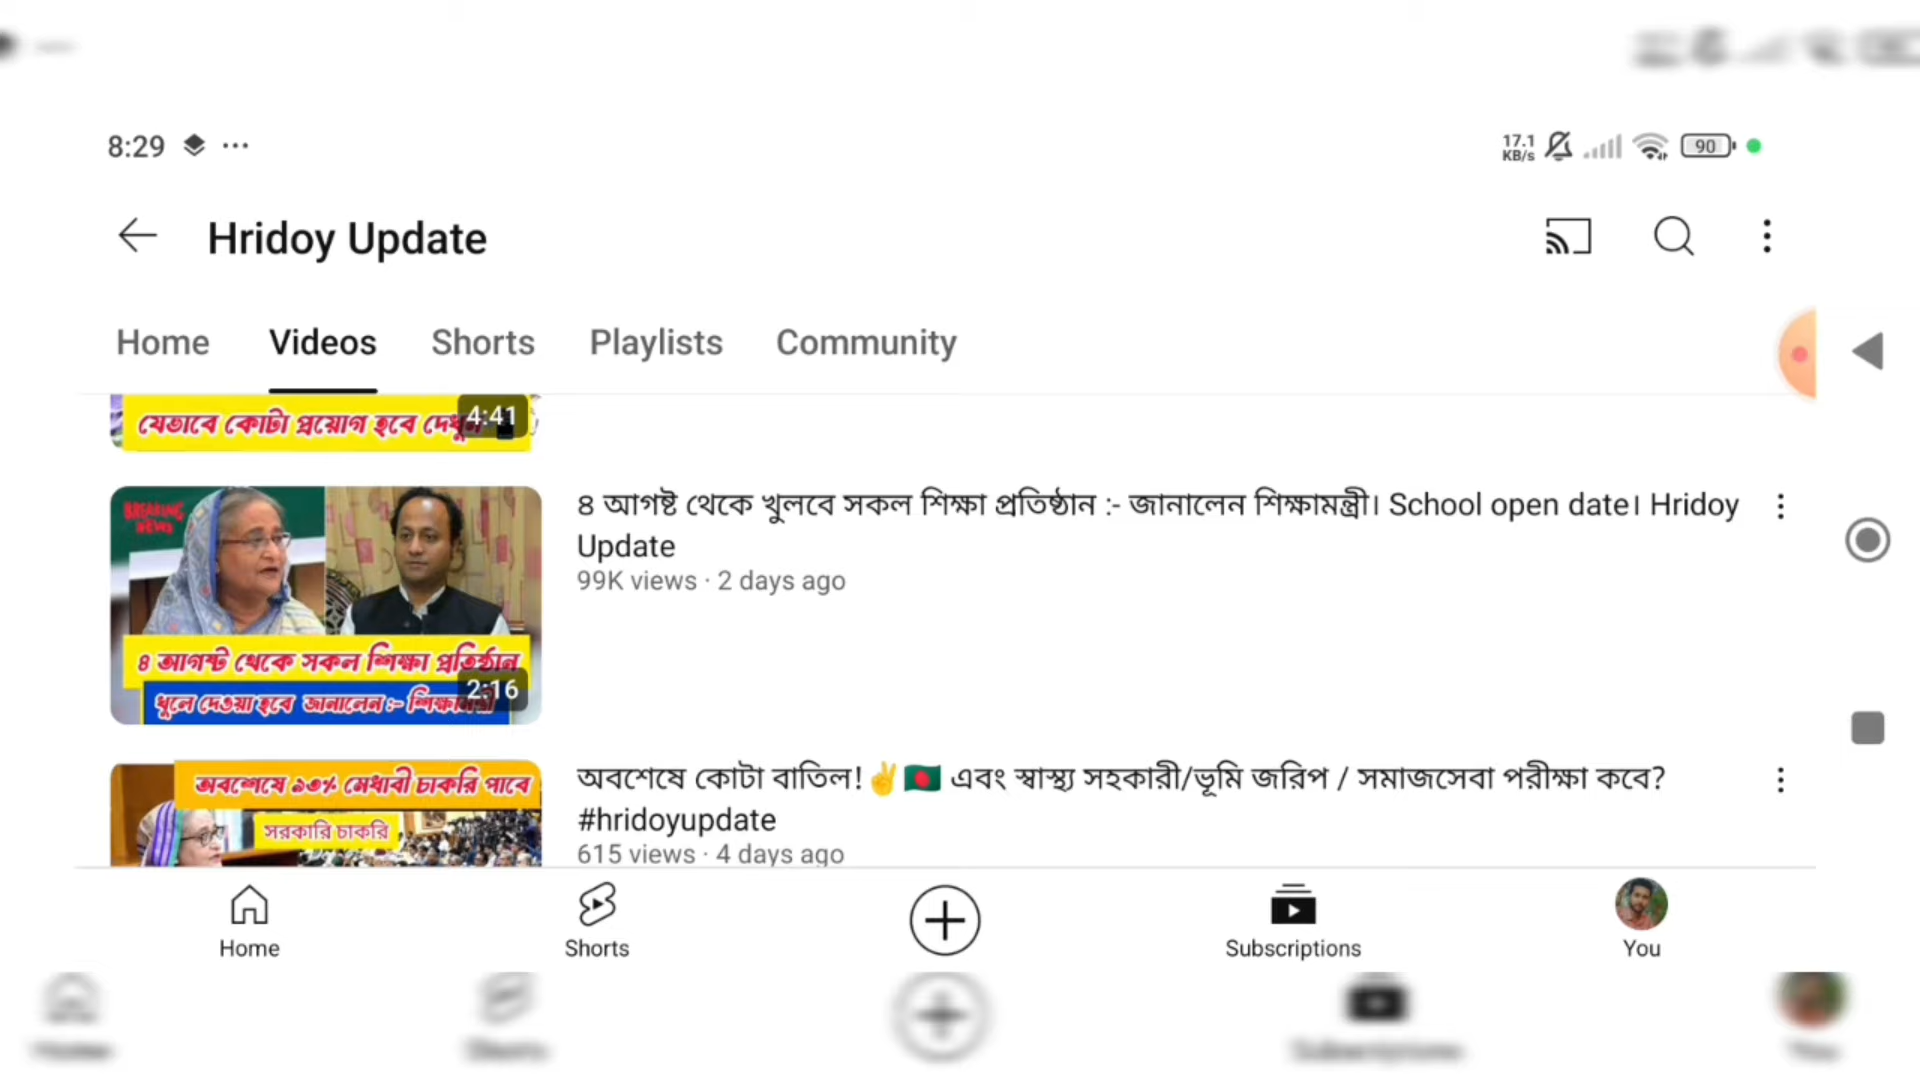 8:29
17.1
KB/s
90
Hridoy Update
Home Videos Shorts Playlists Community
যেভাবে কোটা প্রয়োগ হবে দেখুন
4:41
BREAKING
NEWS
৪ আগস্ট থেকে সকল শিক্ষা প্রতিষ্ঠান
খুলে দেওয়া হবে জানালেন :- শিক্ষামন্ত্রী
2:16
৪ আগষ্ট থেকে খুলবে সকল শিক্ষা প্রতিষ্ঠান :- জানালেন শিক্ষামন্ত্রী। School open date। Hridoy
Update
99K views · 2 days ago
অবশেষে ৯৩% মেধাবী চাকরি পাবে
সরকারি চাকরি
অবশেষে কোটা বাতিল!✌️🇧🇩 এবং স্বাস্থ্য সহকারী/ভূমি জরিপ / সমাজসেবা পরীক্ষা কবে?
#hridoyupdate
615 views · 4 days ago
Home Shorts Subscriptions You